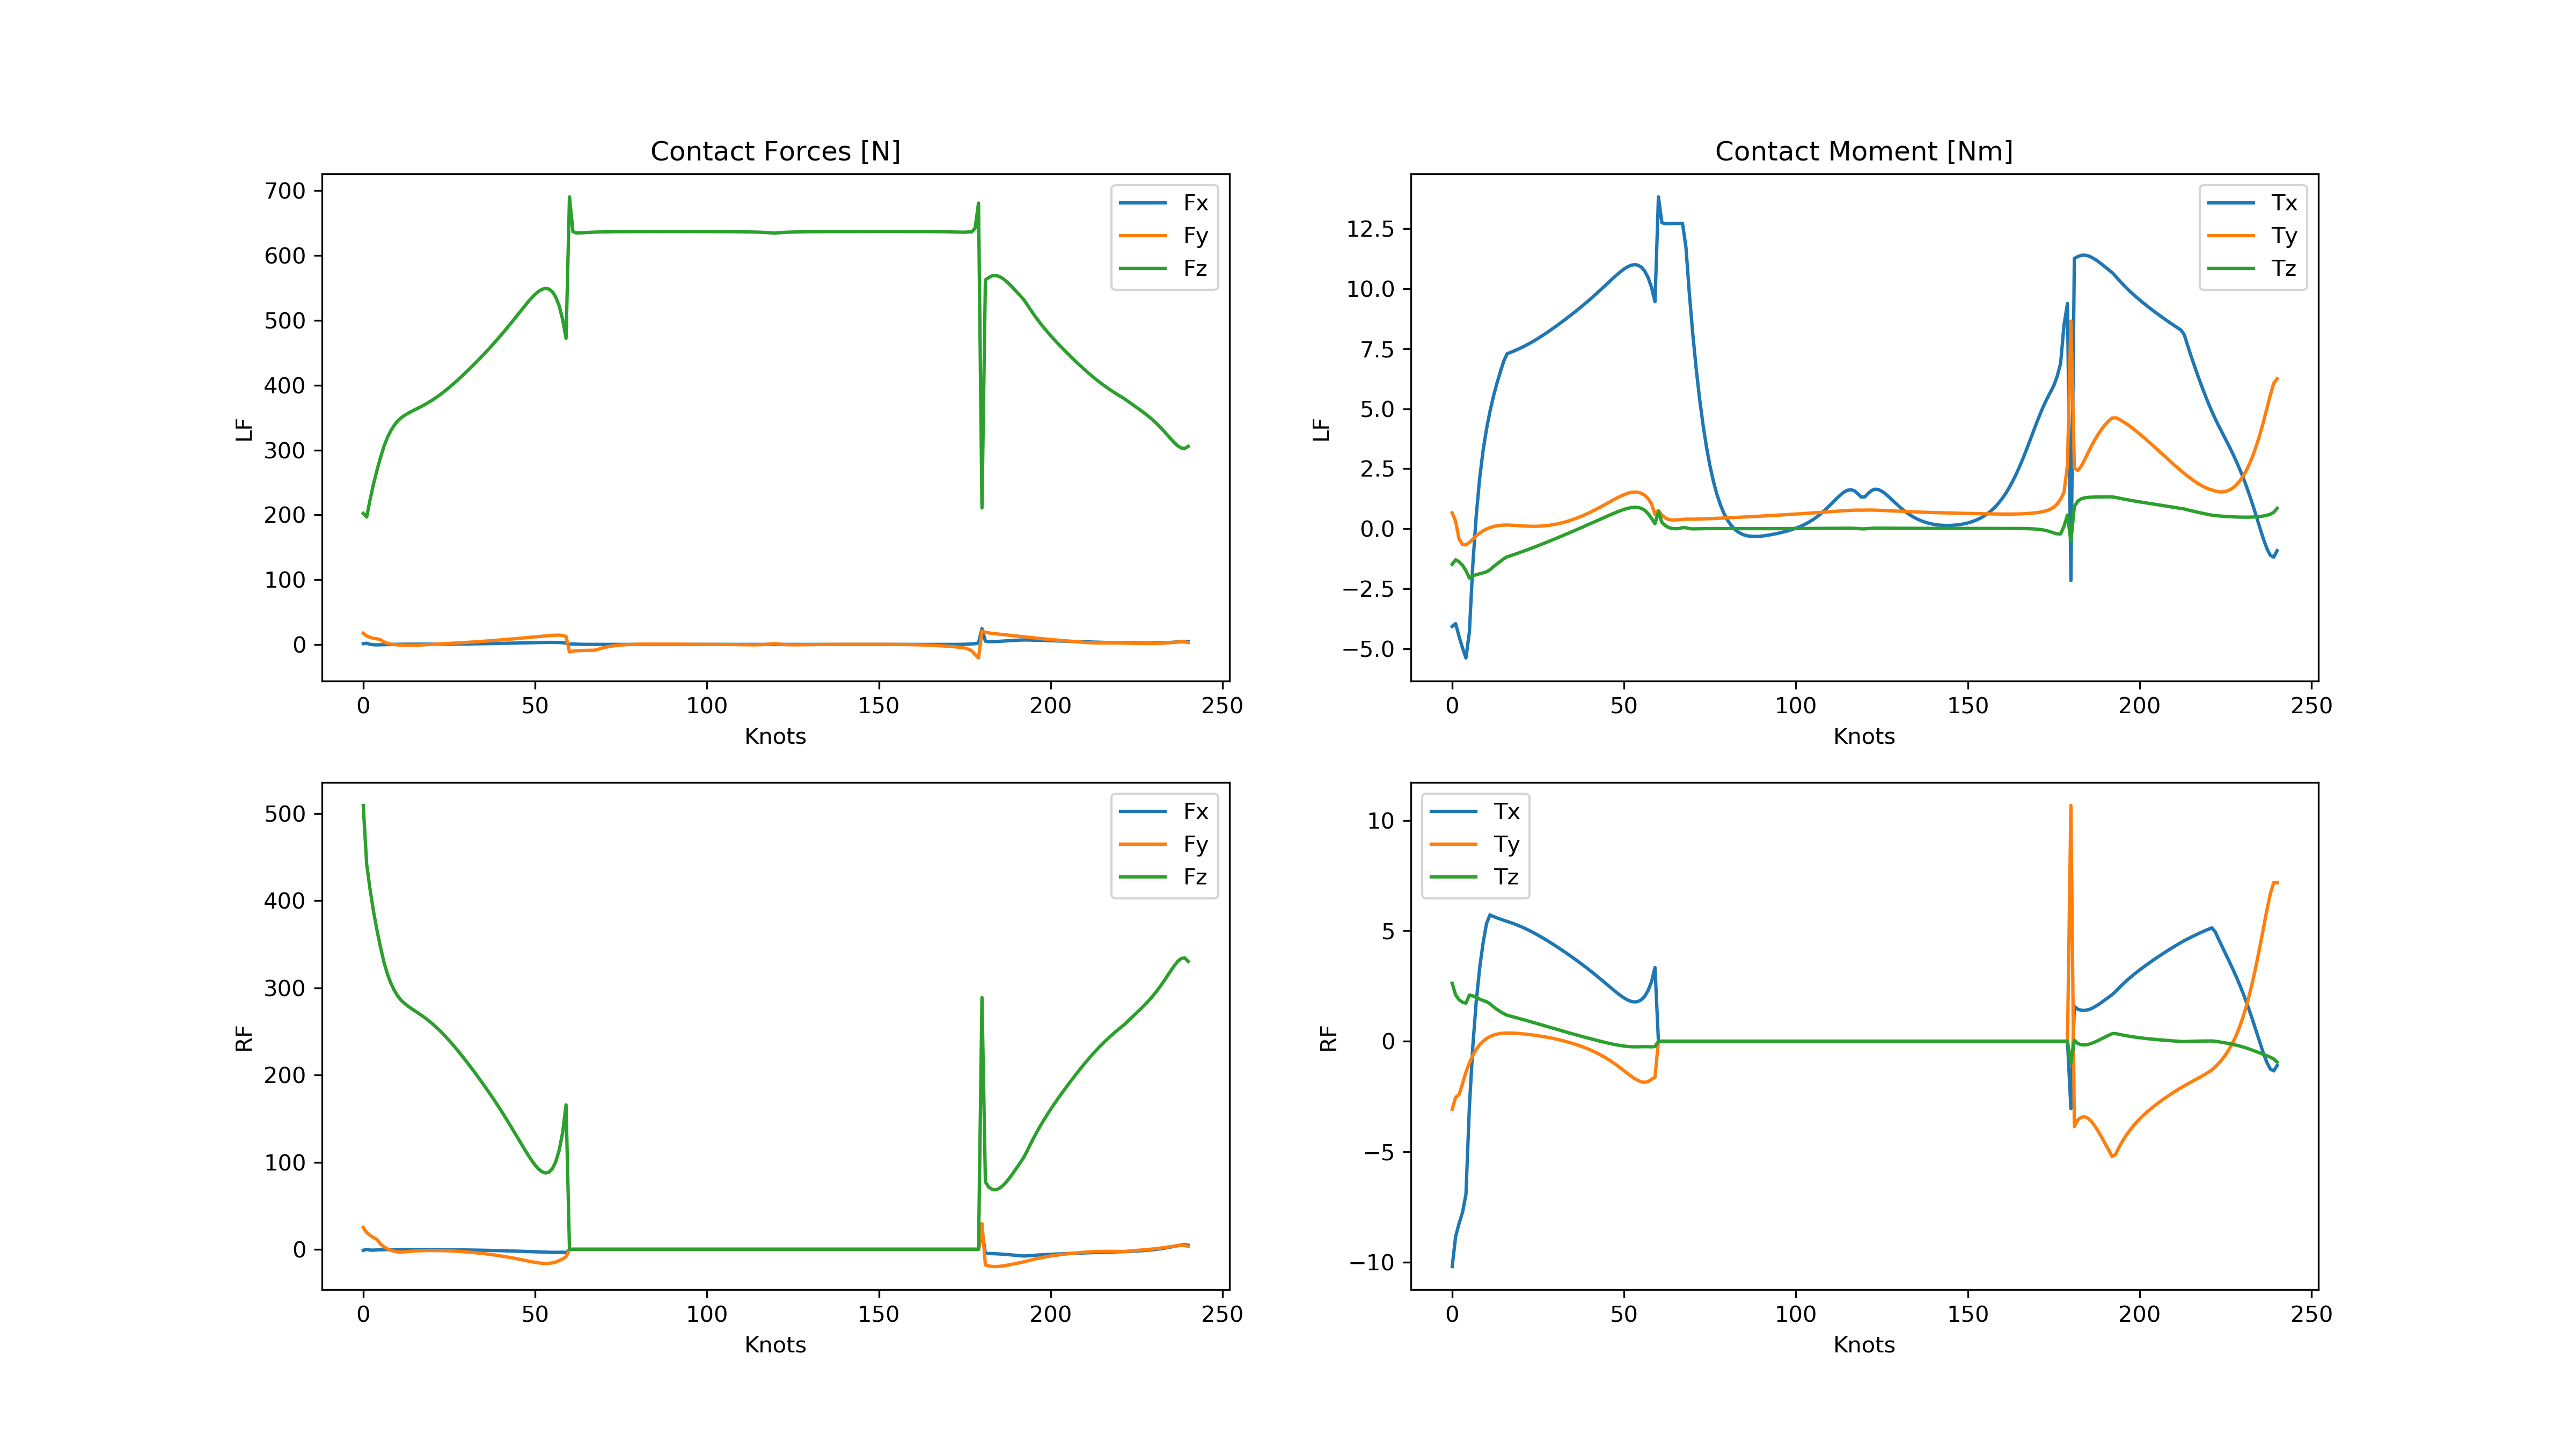 Contact Forces [N]
700
600
500
400
300
200
100
0
LF
0 50 100 150 200 250
Knots
Fx
Fy
Fz
Contact Moment [Nm]
12.5
10.0
7.5
5.0
2.5
0.0
−2.5
−5.0
LF
0 50 100 150 200 250
Knots
Tx
Ty
Tz
500
400
300
200
100
0
RF
0 50 100 150 200 250
Knots
Fx
Fy
Fz
10
5
0
−5
−10
RF
0 50 100 150 200 250
Knots
Tx
Ty
Tz